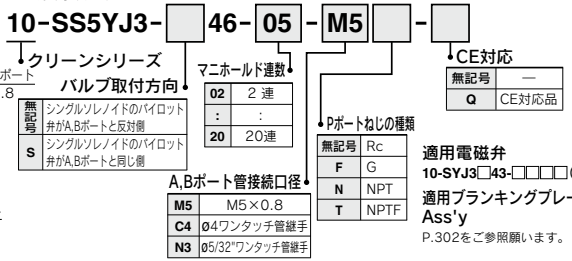 10-SS5YJ3-□46-05-M5□-□
クリーンシリーズ
ポート
.8
バルブ取付方向
無記号 シングルソレノイドのパイロット弁がA,Bポートと反対側
S シングルソレノイドのパイロット弁がA,Bポートと同じ側
マニホールド連数
02 2 連
: :
20 20連
A,Bポート管接続口径
M5 M5×0.8
C4 ø4ワンタッチ管継手
N3 ø5/32"ワンタッチ管継手
Pポートねじの種類
無記号 Rc
F G
N NPT
T NPTF
CE対応
無記号 —
Q CE対応品
適用電磁弁
10-SYJ3□43-□□□□
適用ブランキングプレー
Ass'y
P.302をご参照願います。